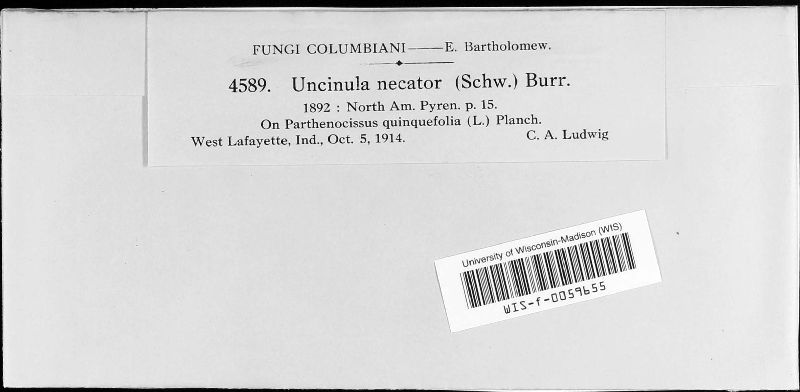 FUNGI COLUMBIANI——E. Bartholomew.
4589. Uncinula necator (Schw.) Burr.
1892 : North Am. Pyren. p. 15.
On Parthenocissus quinquefolia (L.) Planch.
West Lafayette, Ind., Oct. 5, 1914. C. A. Ludwig
University of Wisconsin-Madison (WIS)
WIS-f-0059655